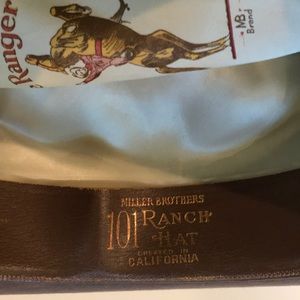 Ranger
MB
Brand
MILLER BROTHERS
101 RANCH
HAT
CREATED IN
CALIFORNIA